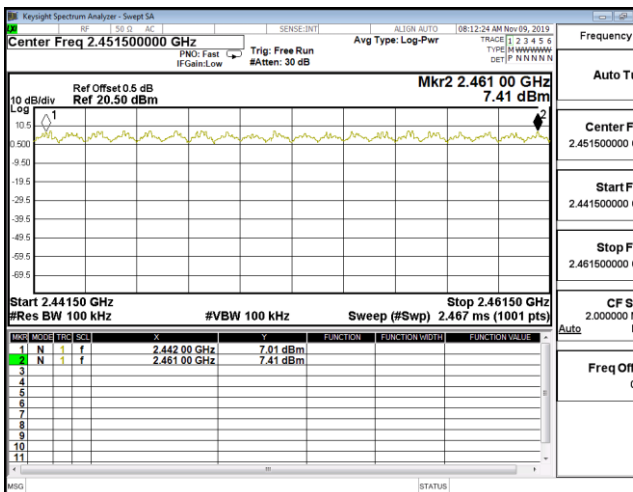 Keysight Spectrum Analyzer - Swept SA
RF 50 Ω AC SENSE:INT ALIGN AUTO 08:12:24 AM Nov 09, 2019
Center Freq 2.451500000 GHz
PNO: Fast
IFGain:Low
Trig: Free Run
#Atten: 30 dB
Avg Type: Log-Pwr
TRACE 1 2 3 4 5 6
TYPE M WWWWW
DET P N N N N N
Frequency
Auto Tu
Center F
2.451500000
Start F
2.441500000
Stop F
2.461500000
CF S
2.000000
Auto
Freq Off
Ref Offset 0.5 dB
10 dB/div Ref 20.50 dBm
Log
Mkr2 2.461 00 GHz
7.41 dBm
1
2
10.5
0.500
-9.50
-19.5
-29.5
-39.5
-49.5
-59.5
-69.5
Start 2.44150 GHz Stop 2.46150 GHz
#Res BW 100 kHz #VBW 100 kHz Sweep (#Swp) 2.467 ms (1001 pts)
MKR MODE TRC SCL X Y FUNCTION FUNCTION WIDTH FUNCTION VALUE
1 N 1 f 2.442 00 GHz 7.01 dBm
2 N 1 f 2.461 00 GHz 7.41 dBm
3
4
5
6
7
8
9
10
11
MSG STATUS